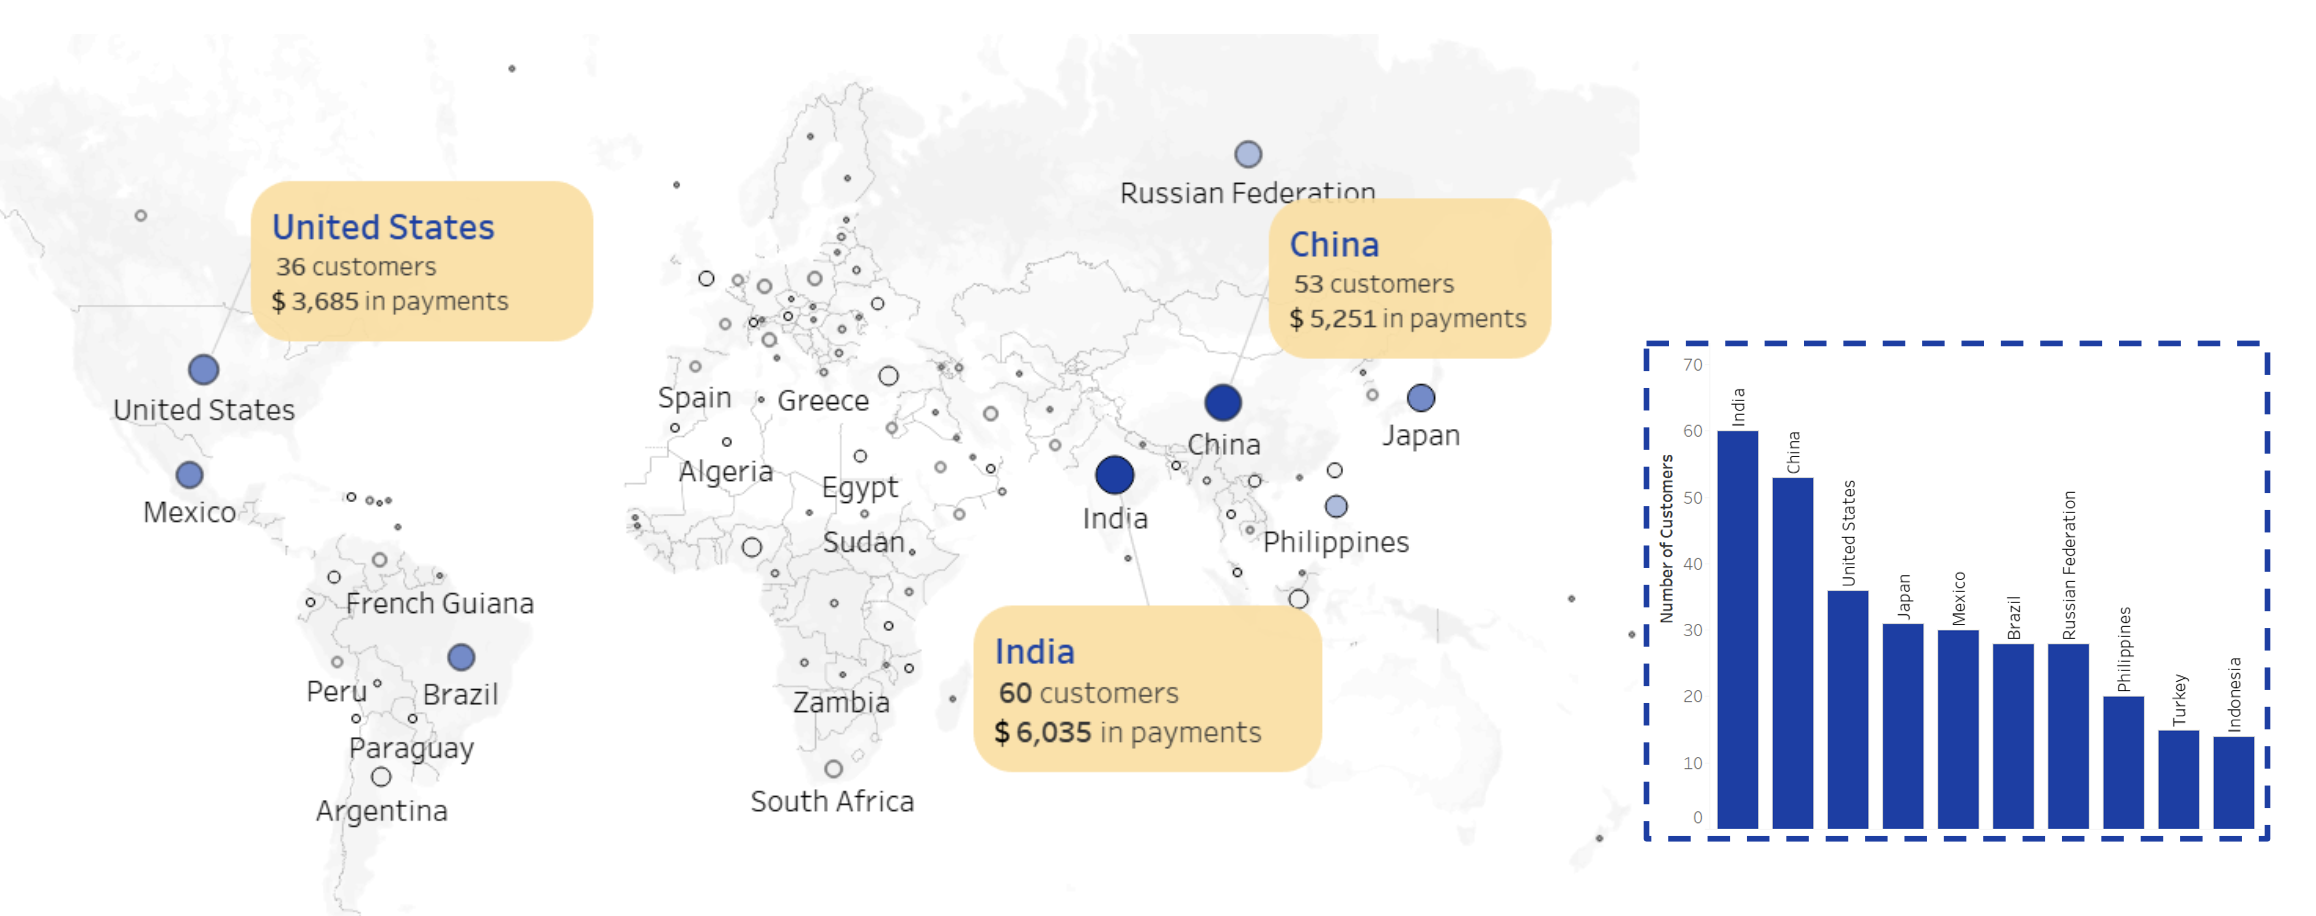 Russian Federation
United States
36 customers
$ 3,685 in payments
China
53 customers
$ 5,251 in payments
United States
Mexico
Spain
Greece
Algeria
Egypt
Sudan
China
Japan
India
Philippines
French Guiana
Peru
Brazil
Paraguay
Argentina
Zambia
South Africa
India
60 customers
$ 6,035 in payments
Number of Customers
70
60
50
40
30
20
10
0
India
China
United States
Japan
Mexico
Brazil
Russian Federation
Philippines
Turkey
Indonesia